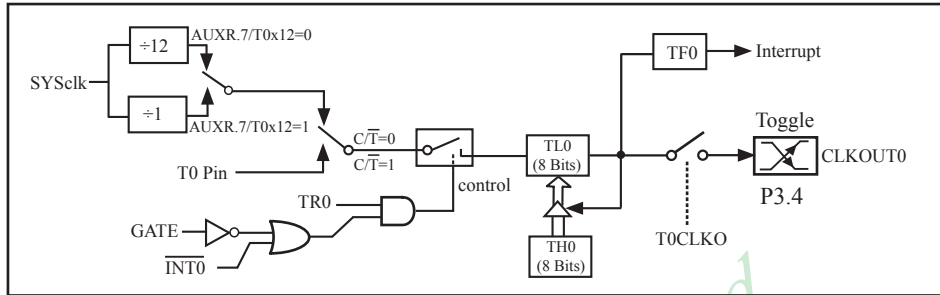 AUXR.7/T0x12=0
÷12
SYSclk
÷1
AUXR.7/T0x12=1
T0 Pin
C/T̅=0
C/T̅=1
control
TR0
GATE
I̅N̅T̅0̅
TL0
(8 Bits)
TH0
(8 Bits)
TF0
Interrupt
Toggle
CLKOUT0
P3.4
T0CLKO
d